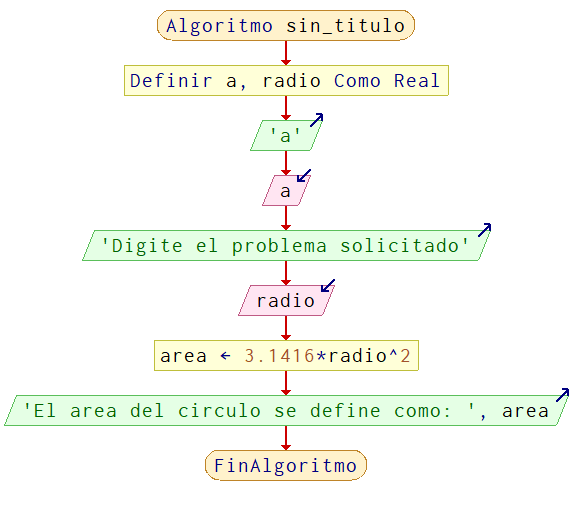 Algoritmo sin_titulo
Definir a, radio Como Real
'a'
a
'Digite el problema solicitado'
radio
area ← 3.1416*radio^2
'El area del circulo se define como: ', area
FinAlgoritmo